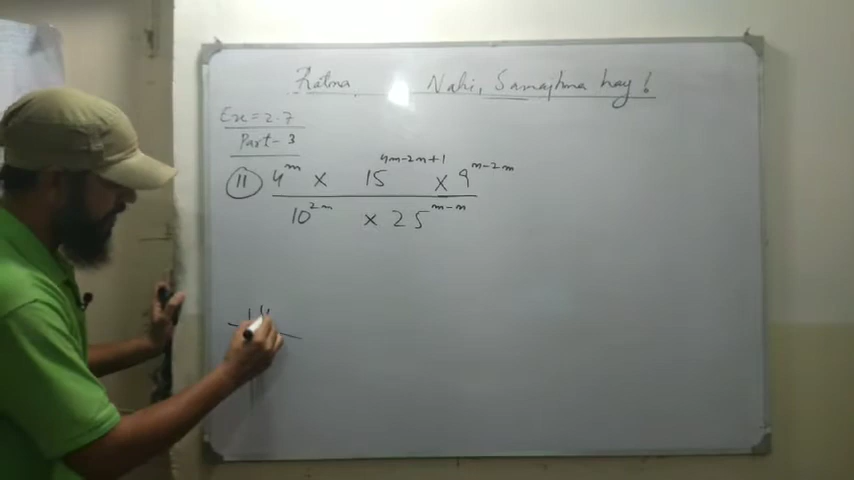 Ratna Nahi, Samajhna hay!
Ex = 2.7
Part - 3
11 4^m × 15^{4m-2n+1} × 9^{n-2m}
10^{2m} × 25^{m-n}